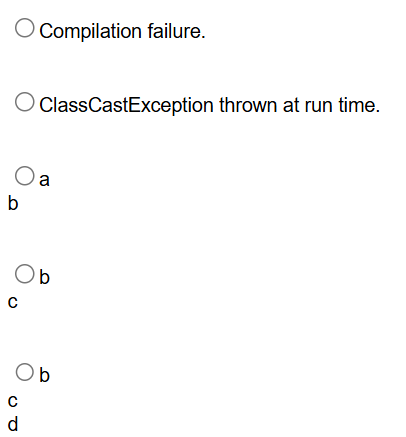 Compilation failure.
ClassCastException thrown at run time.
a
b
b
c
b
c
d